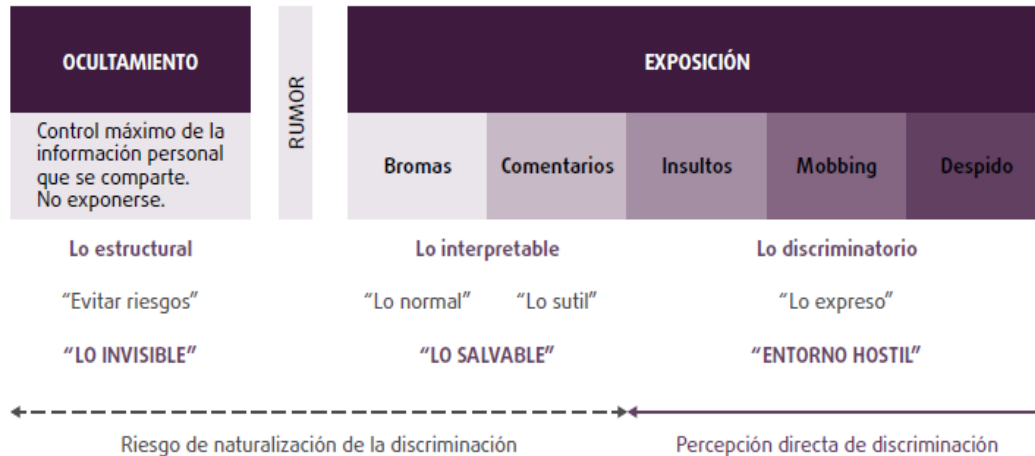 OCULTAMIENTO
Control máximo de la
información personal
que se comparte.
No exponerse.
RUMOR
EXPOSICIÓN
Bromas
Comentarios
Insultos
Mobbing
Despido
Lo estructural
Lo interpretable
Lo discriminatorio
“Evitar riesgos”
“Lo normal”
“Lo sutil”
“Lo expreso”
“LO INVISIBLE”
“LO SALVABLE”
“ENTORNO HOSTIL”
Riesgo de naturalización de la discriminación
Percepción directa de discriminación